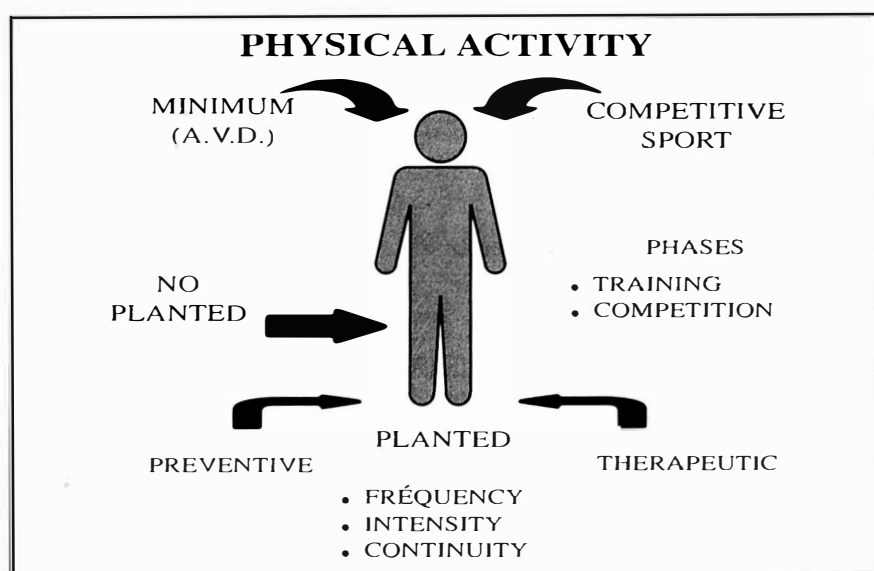 PHYSICAL ACTIVITY
MINIMUM
(A.V.D.)
COMPETITIVE
SPORT
PHASES
• TRAINING
• COMPETITION
NO
PLANTED
PLANTED
PREVENTIVE
THERAPEUTIC
• FRÉQUENCY
• INTENSITY
• CONTINUITY